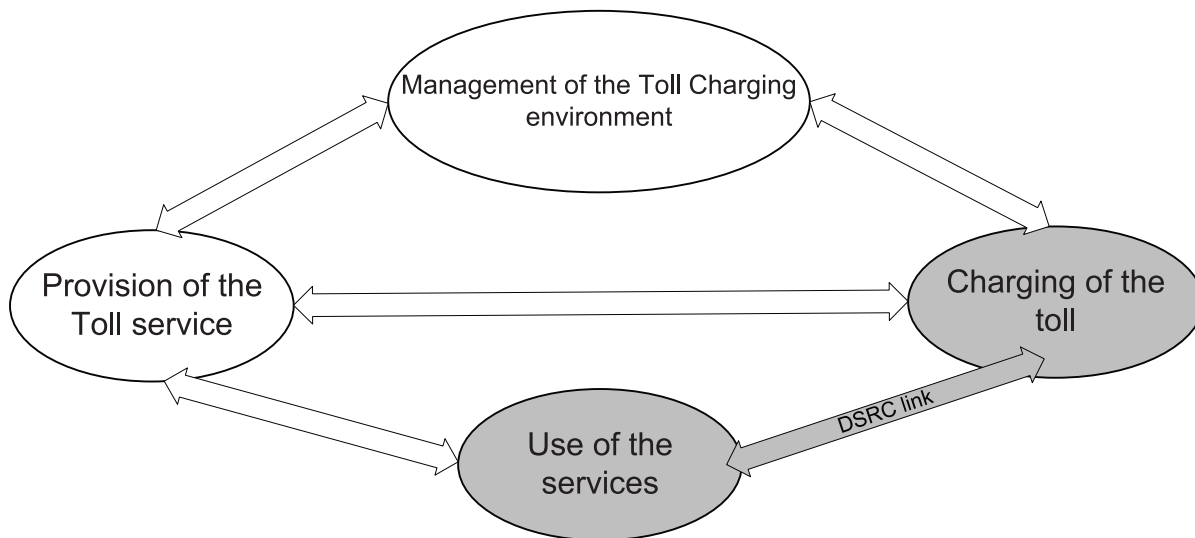 Management of the Toll Charging
environment
Provision of the
Toll service
Charging of the
toll
DSRC link
Use of the
services